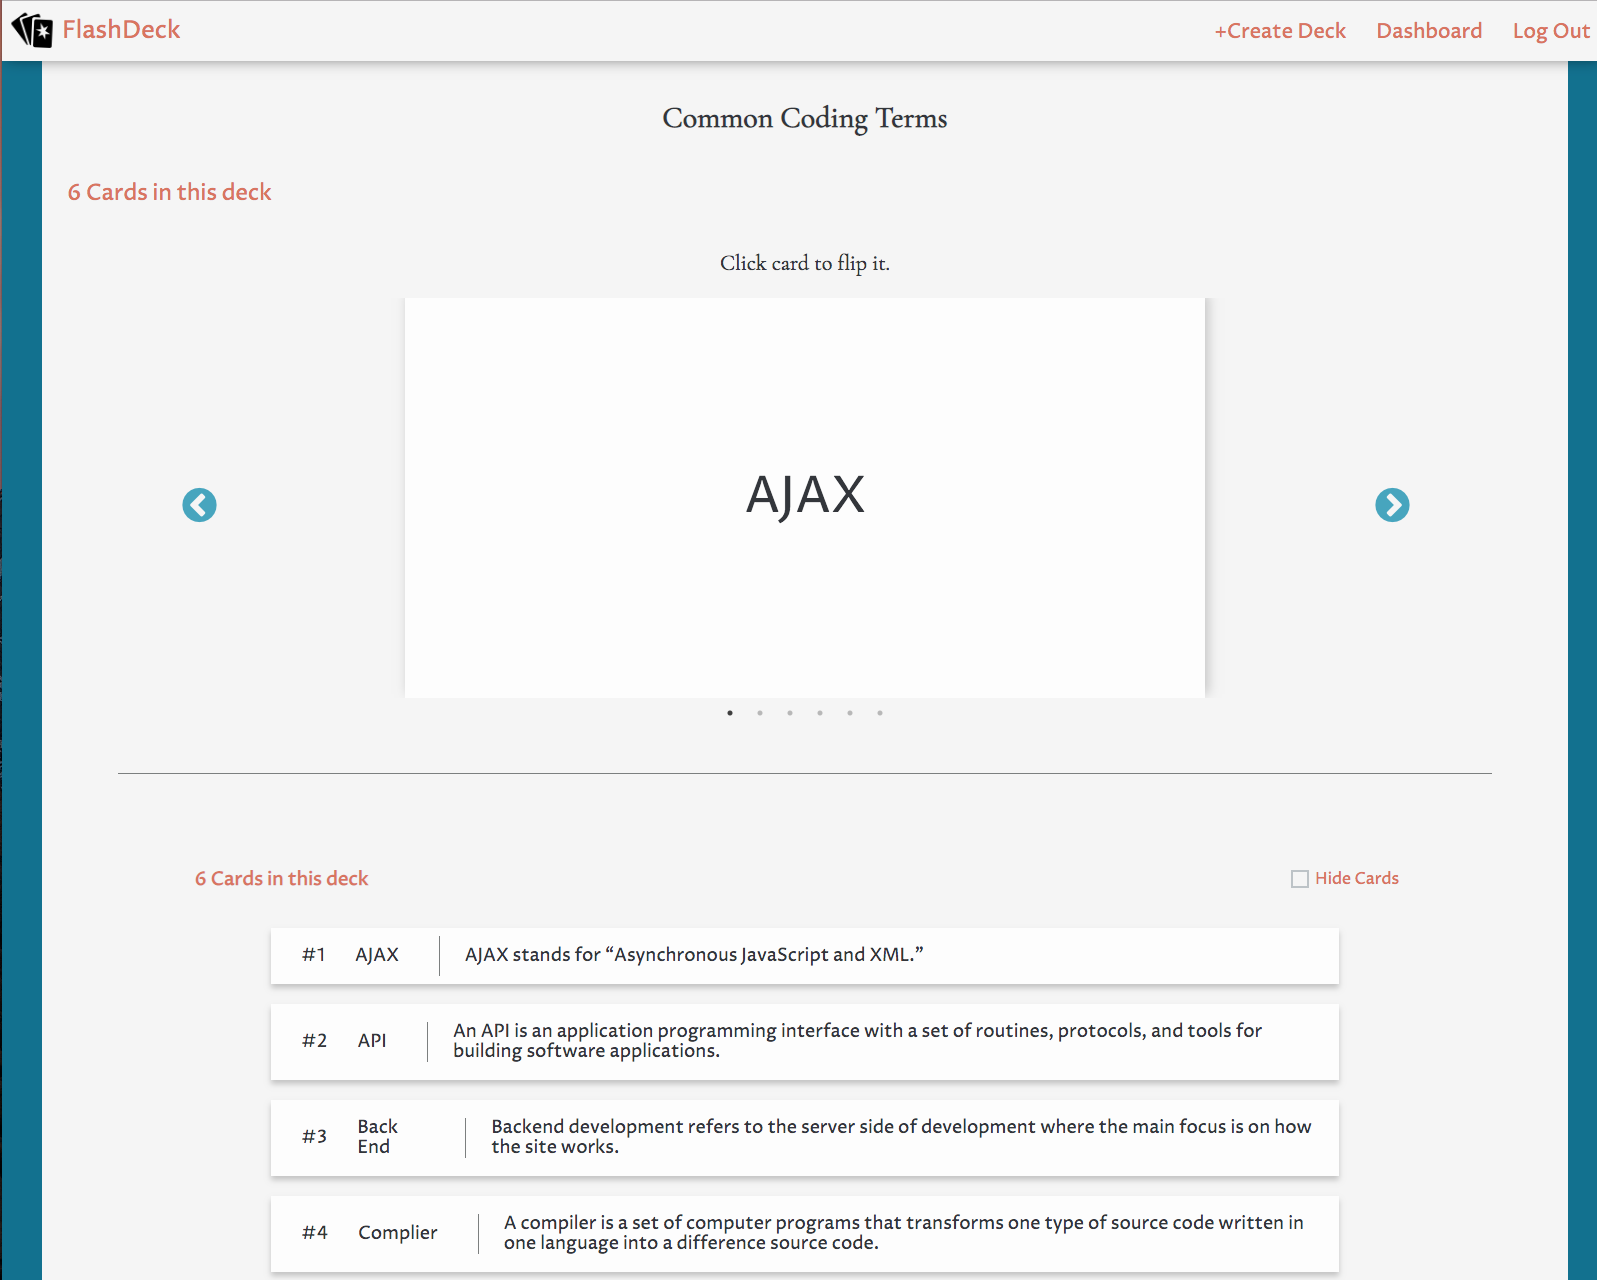 FlashDeck
+Create Deck
Dashboard
Log Out
Common Coding Terms
6 Cards in this deck
Click card to flip it.
AJAX
6 Cards in this deck
Hide Cards
#1 AJAX AJAX stands for “Asynchronous JavaScript and XML.”
#2 API An API is an application programming interface with a set of routines, protocols, and tools for
building software applications.
#3 Back End Backend development refers to the server side of development where the main focus is on how
the site works.
#4 Complier A compiler is a set of computer programs that transforms one type of source code written in
one language into a difference source code.